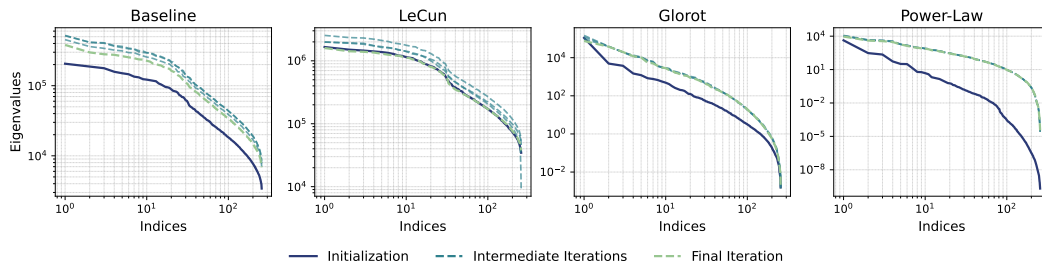 Baseline
LeCun
Glorot
Power-Law
Eigenvalues
10^5
10^4
10^0
10^1
10^2
Indices
10^6
10^5
10^4
10^0
10^1
10^2
Indices
10^4
10^2
10^0
10^−2
10^0
10^1
10^2
Indices
10^4
10^1
10^−2
10^−5
10^−8
10^0
10^1
10^2
Indices
Initialization
Intermediate Iterations
Final Iteration